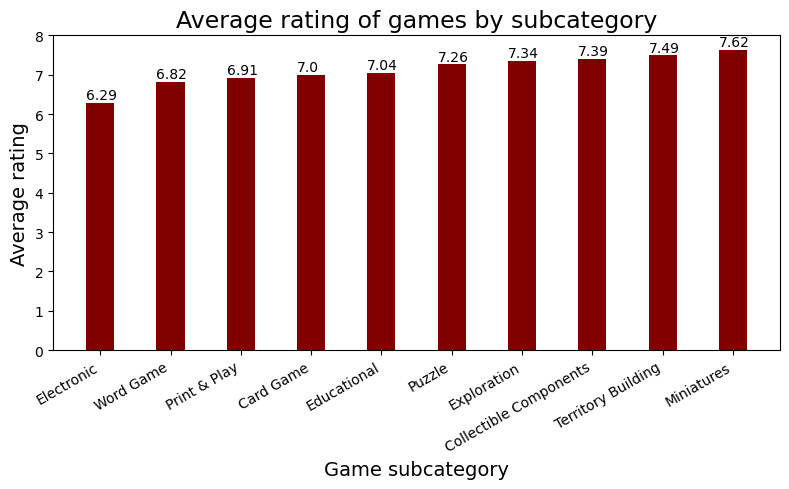 Average rating of games by subcategory
Average rating
8
7
6
5
4
3
2
1
0
6.29
6.82
6.91
7.0
7.04
7.26
7.34
7.39
7.49
7.62
Electronic
Word Game
Print & Play
Card Game
Educational
Puzzle
Exploration
Collectible Components
Territory Building
Miniatures
Game subcategory